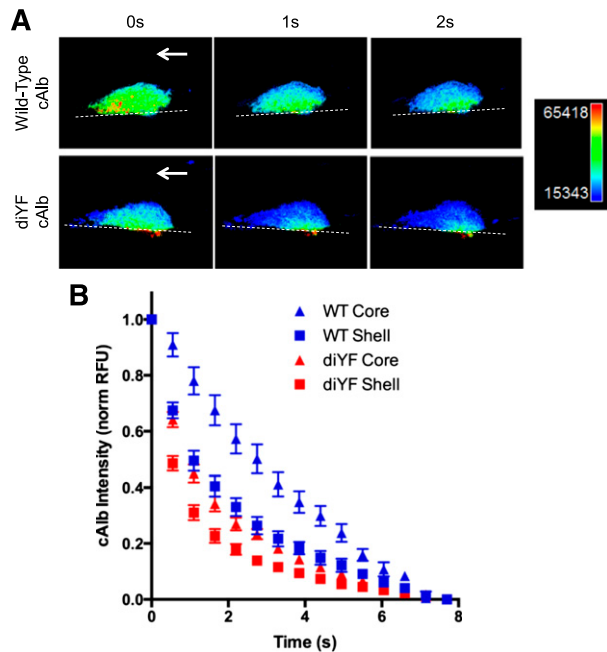 A
0s 1s 2s
Wild-Type
cAlb
diYF
cAlb
65418
15343
B
WT Core
WT Shell
diYF Core
diYF Shell
cAlb Intensity (norm RFU)
1.0
0.8
0.6
0.4
0.2
0.0
0 2 4 6 8
Time (s)